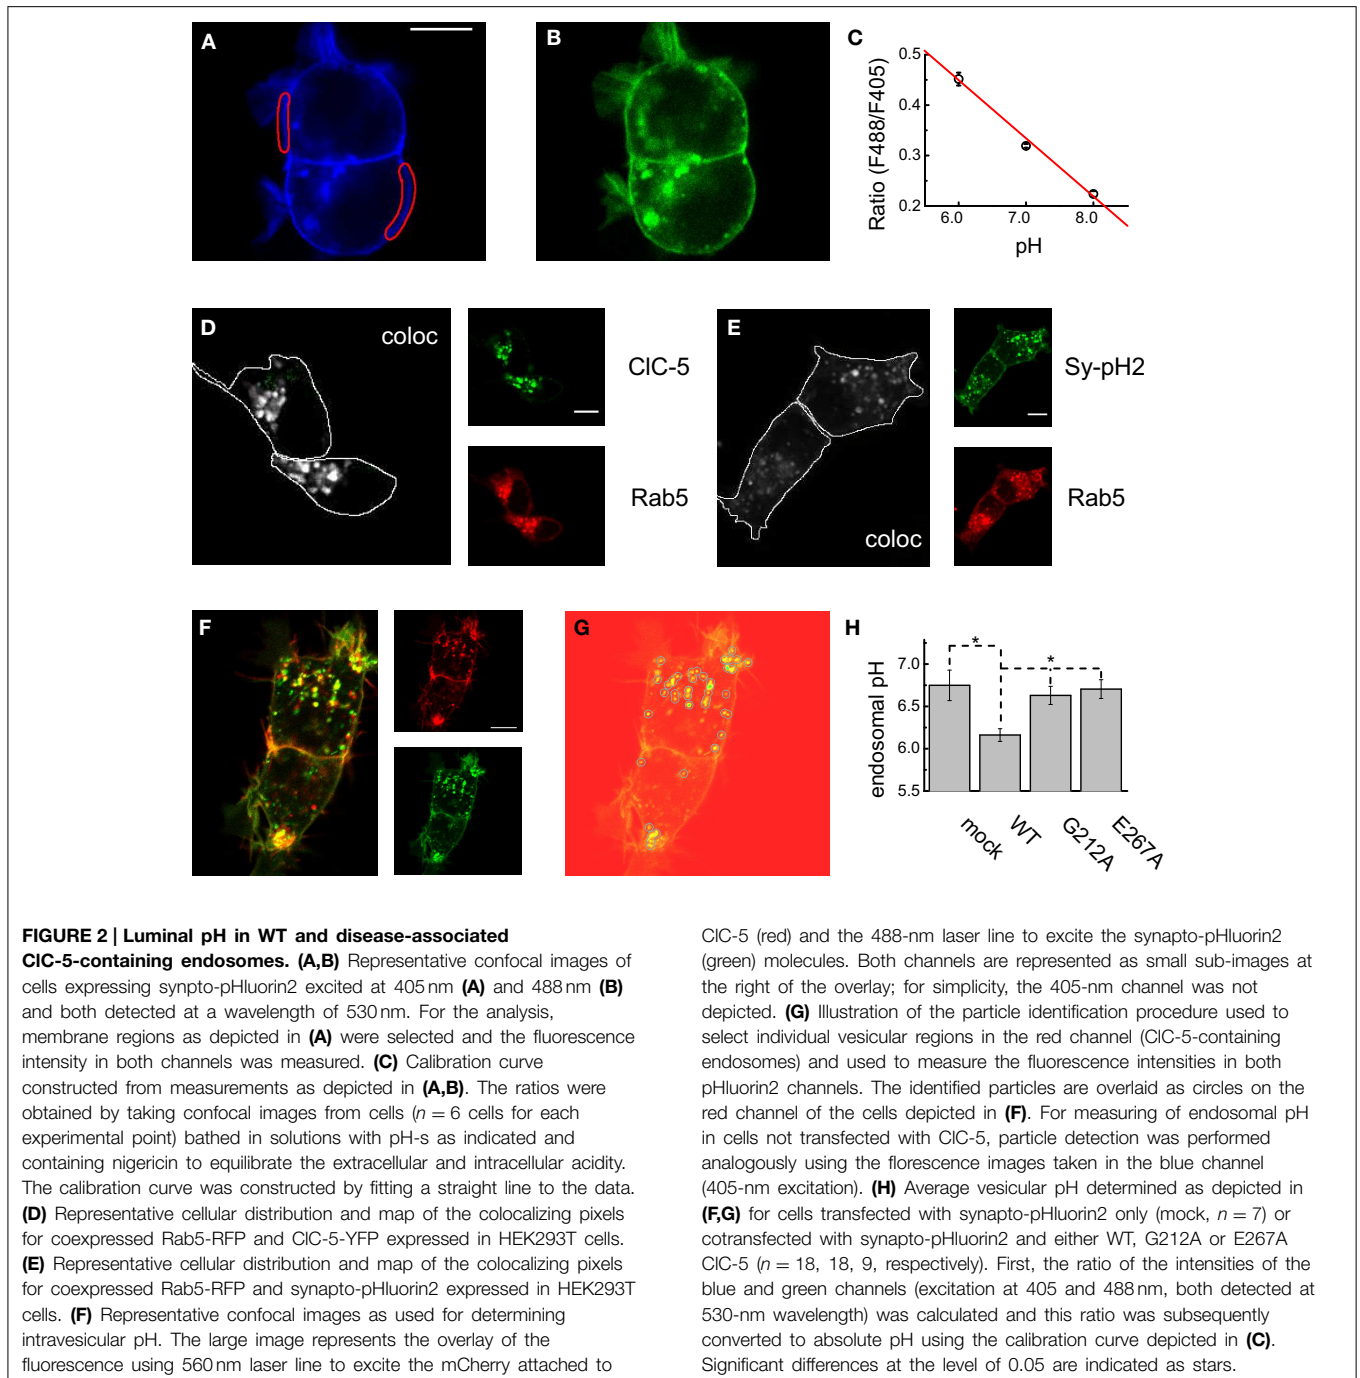 A
B
C
Ratio (F488/F405)
0.5
0.4
0.3
0.2
6.0 7.0 8.0
pH
D
coloc
ClC-5
Rab5
E
coloc
Sy-pH2
Rab5
F
G
H
endosomal pH
7.0
6.5
6.0
5.5
*
*
mock
WT
G212A
E267A
FIGURE 2 | Luminal pH in WT and disease-associated
ClC-5-containing endosomes. (A,B) Representative confocal images of
cells expressing synpto-pHluorin2 excited at 405 nm (A) and 488 nm (B)
and both detected at a wavelength of 530 nm. For the analysis,
membrane regions as depicted in (A) were selected and the fluorescence
intensity in both channels was measured. (C) Calibration curve
constructed from measurements as depicted in (A,B). The ratios were
obtained by taking confocal images from cells (n = 6 cells for each
experimental point) bathed in solutions with pH-s as indicated and
containing nigericin to equilibrate the extracellular and intracellular acidity.
The calibration curve was constructed by fitting a straight line to the data.
(D) Representative cellular distribution and map of the colocalizing pixels
for coexpressed Rab5-RFP and ClC-5-YFP expressed in HEK293T cells.
(E) Representative cellular distribution and map of the colocalizing pixels
for coexpressed Rab5-RFP and synapto-pHluorin2 expressed in HEK293T
cells. (F) Representative confocal images as used for determining
intravesicular pH. The large image represents the overlay of the
fluorescence using 560 nm laser line to excite the mCherry attached to
ClC-5 (red) and the 488-nm laser line to excite the synapto-pHluorin2
(green) molecules. Both channels are represented as small sub-images at
the right of the overlay; for simplicity, the 405-nm channel was not
depicted. (G) Illustration of the particle identification procedure used to
select individual vesicular regions in the red channel (ClC-5-containing
endosomes) and used to measure the fluorescence intensities in both
pHluorin2 channels. The identified particles are overlaid as circles on the
red channel of the cells depicted in (F). For measuring of endosomal pH
in cells not transfected with ClC-5, particle detection was performed
analogously using the florescence images taken in the blue channel
(405-nm excitation). (H) Average vesicular pH determined as depicted in
(F,G) for cells transfected with synapto-pHluorin2 only (mock, n = 7) or
cotransfected with synapto-pHluorin2 and either WT, G212A or E267A
ClC-5 (n = 18, 18, 9, respectively). First, the ratio of the intensities of the
blue and green channels (excitation at 405 and 488 nm, both detected at
530-nm wavelength) was calculated and this ratio was subsequently
converted to absolute pH using the calibration curve depicted in (C).
Significant differences at the level of 0.05 are indicated as stars.